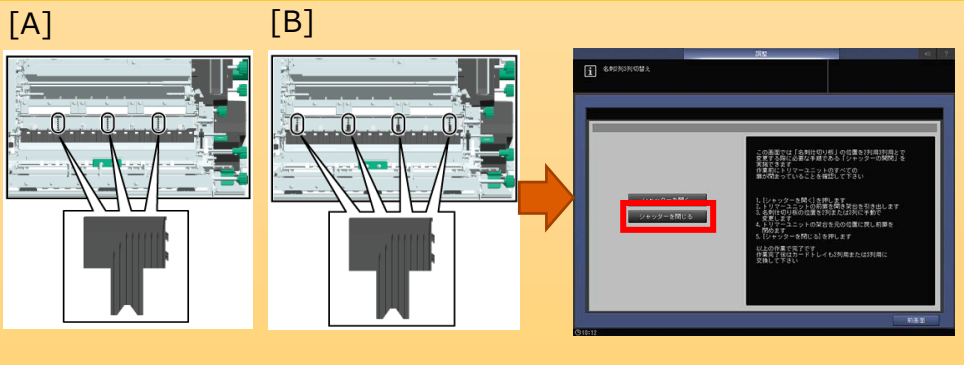 [A]
[B]
調整
名刺2列3列切替え
この画面では「名刺仕切り板」の位置を2列用3列用とで
変更する際に必要な手順である「シャッターの開閉」を
実施できます
作業前にトリマーユニットのすべての
扉が閉まっていることを確認して下さい
シャッターを開く
シャッターを閉じる
1.[シャッターを開く]を押します
2.トリマーユニットの前扉を開き架台を引き出します
3.名刺仕切り板の位置を2列または3列に手動で
変更します
4.トリマーユニットの架台を元の位置に戻し前扉を
閉めます
5.[シャッターを閉じる]を押します
以上の作業で完了です
作業完了後はカードトレイも2列用または3列用に
交換して下さい
前画面
18:12